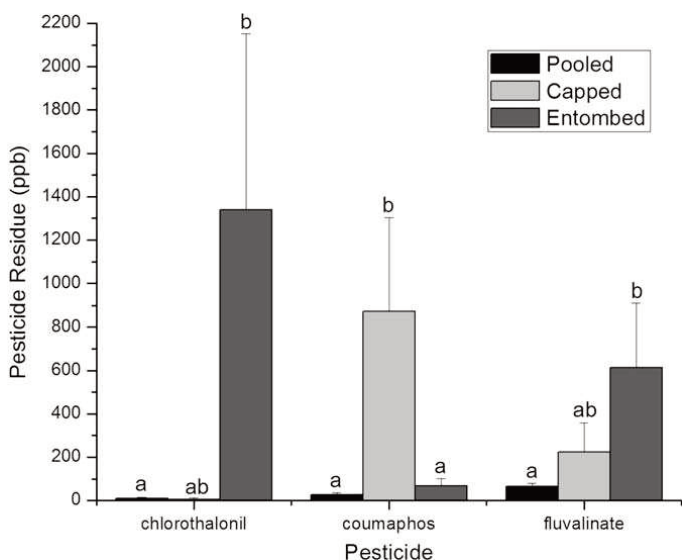 2200
2000
1800
1600
1400
1200
1000
800
600
400
200
0
Pesticide Residue (ppb)
Pooled
Capped
Entombed
a
ab
b
a
b
a
a
ab
b
chlorothalonil
coumaphos
fluvalinate
Pesticide